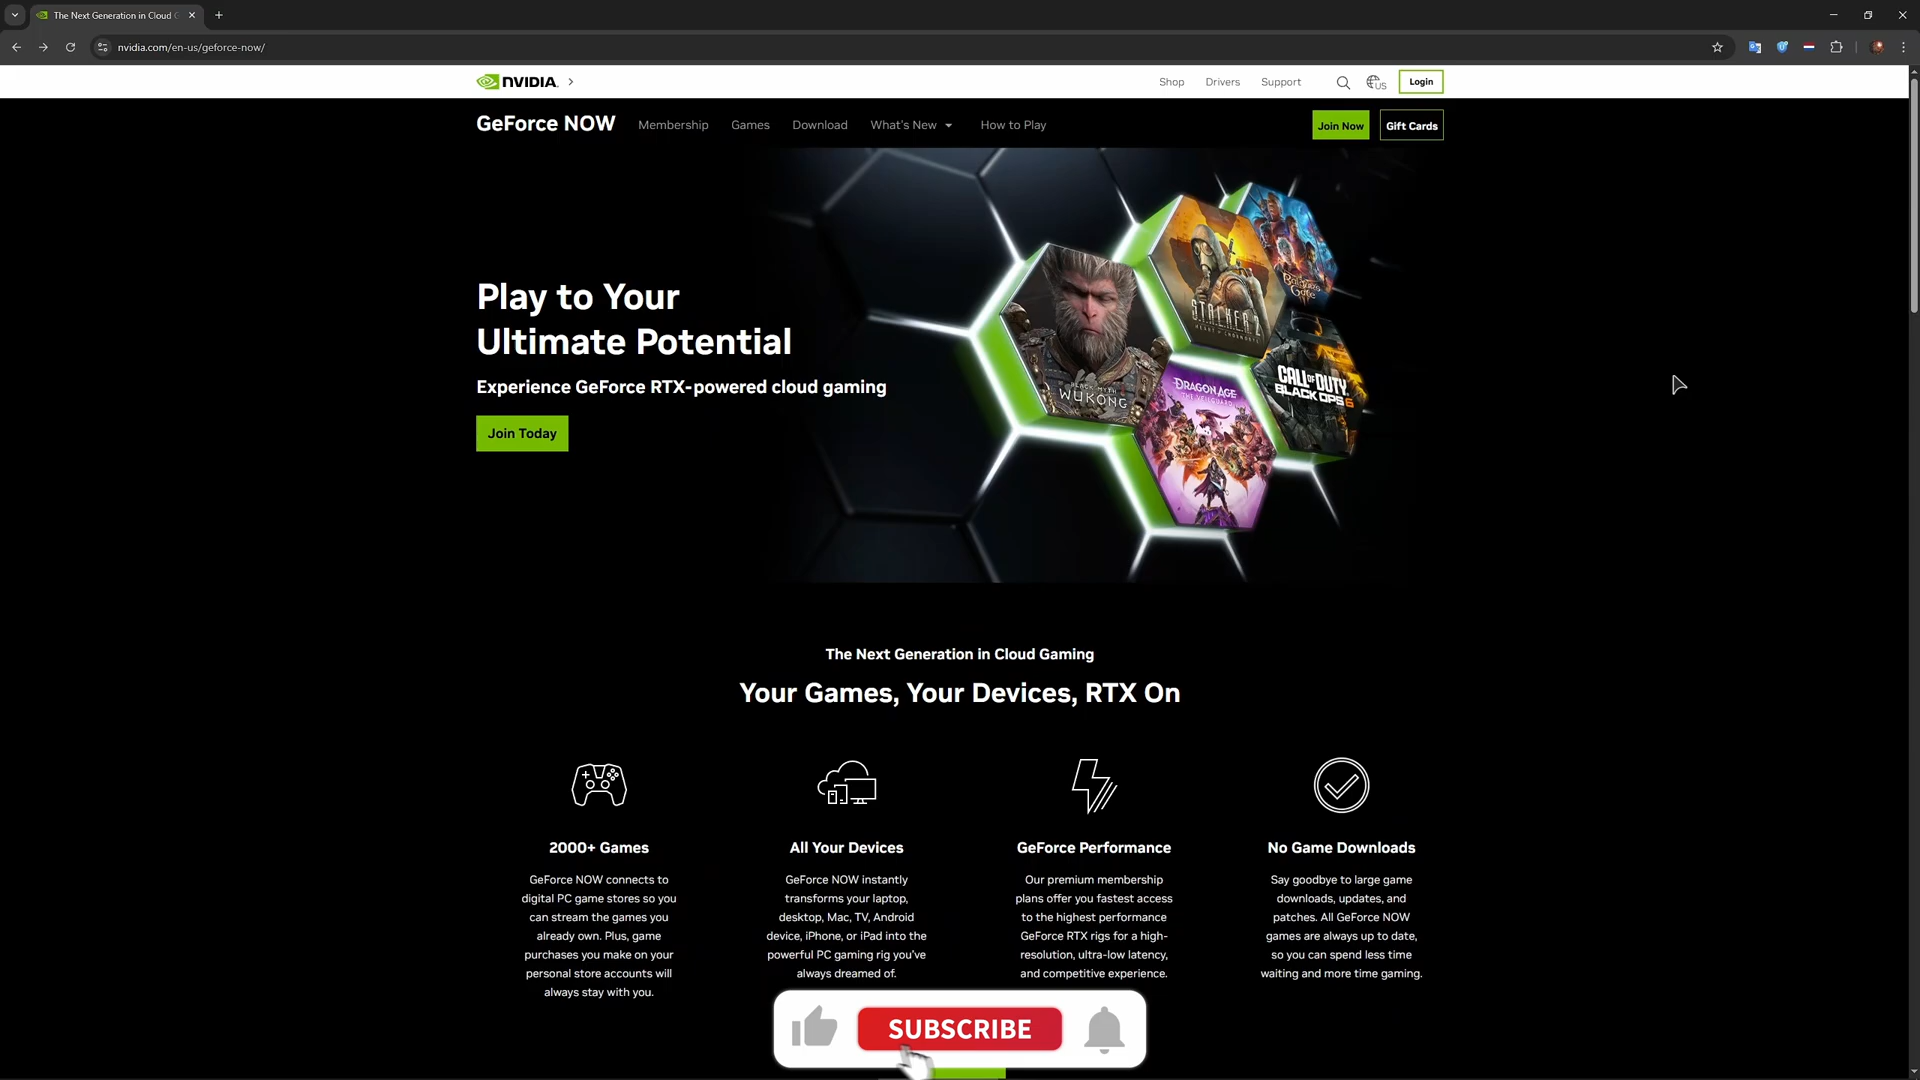 The Next Generation in Cloud G
nvidia.com/en-us/geforce-now/
NVIDIA.
Shop
Drivers
Support
US
Login
GeForce NOW
Membership
Games
Download
What's New
How to Play
Join Now
Gift Cards
Play to Your
Ultimate Potential
Experience GeForce RTX-powered cloud gaming
Join Today
BLACK MYTH
WUKONG
STALKER 2
Baldur's
Gate
CALL OF DUTY
BLACK OPS 6
DRAGON AGE
THE VEILGUARD
The Next Generation in Cloud Gaming
Your Games, Your Devices, RTX On
2000+ Games
GeForce NOW connects to
digital PC game stores so you
can stream the games you
already own. Plus, game
purchases you make on your
personal store accounts will
always stay with you.
All Your Devices
GeForce NOW instantly
transforms your laptop,
desktop, Mac, TV, Android
device, iPhone, or iPad into the
powerful PC gaming rig you've
always dreamed of.
GeForce Performance
Our premium membership
plans offer you fastest access
to the highest performance
GeForce RTX rigs for a high-
resolution, ultra-low latency,
and competitive experience.
No Game Downloads
Say goodbye to large game
downloads, updates, and
patches. All GeForce NOW
games are always up to date,
so you can spend less time
waiting and more time gaming.
SUBSCRIBE